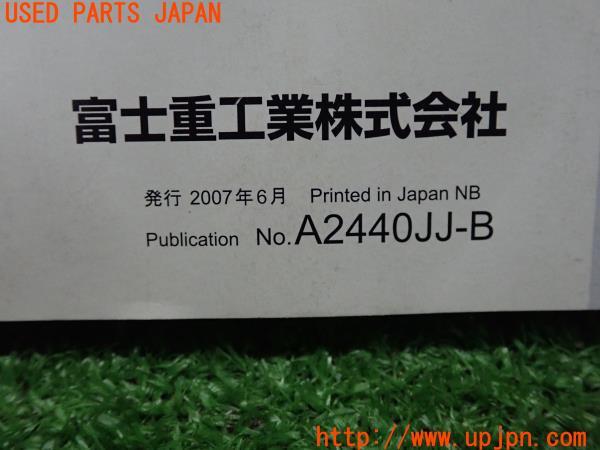 USED PARTS JAPAN
富士重工業株式会社
発行 2007年6月 Printed in Japan NB
Publication No.A2440JJ-B
http://www.upjpn.com